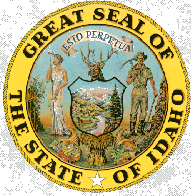 GREAT SEAL OF
ESTO PERPETUA
THE STATE OF IDAHO